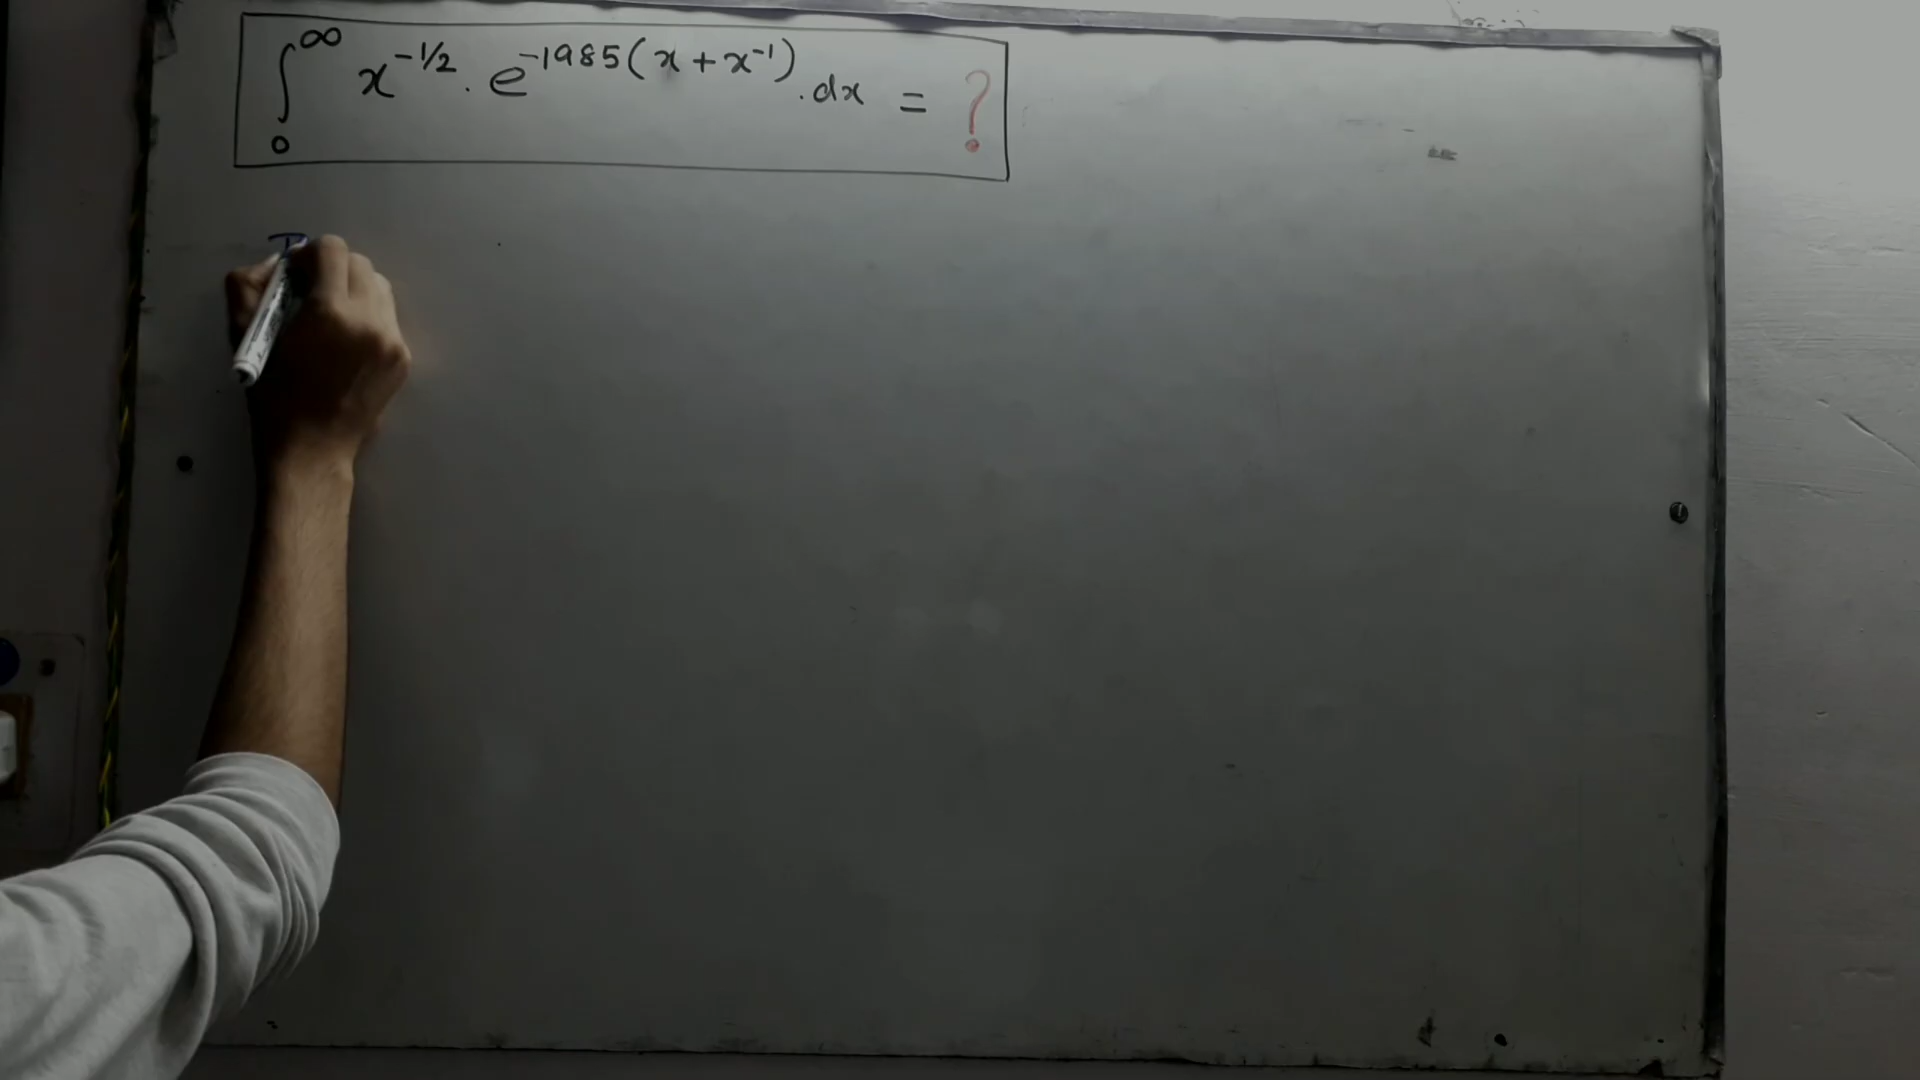 ∫₀^∞ x^{-1/2} . e^{-1985(x + x^{-1})} . dx = ?
I